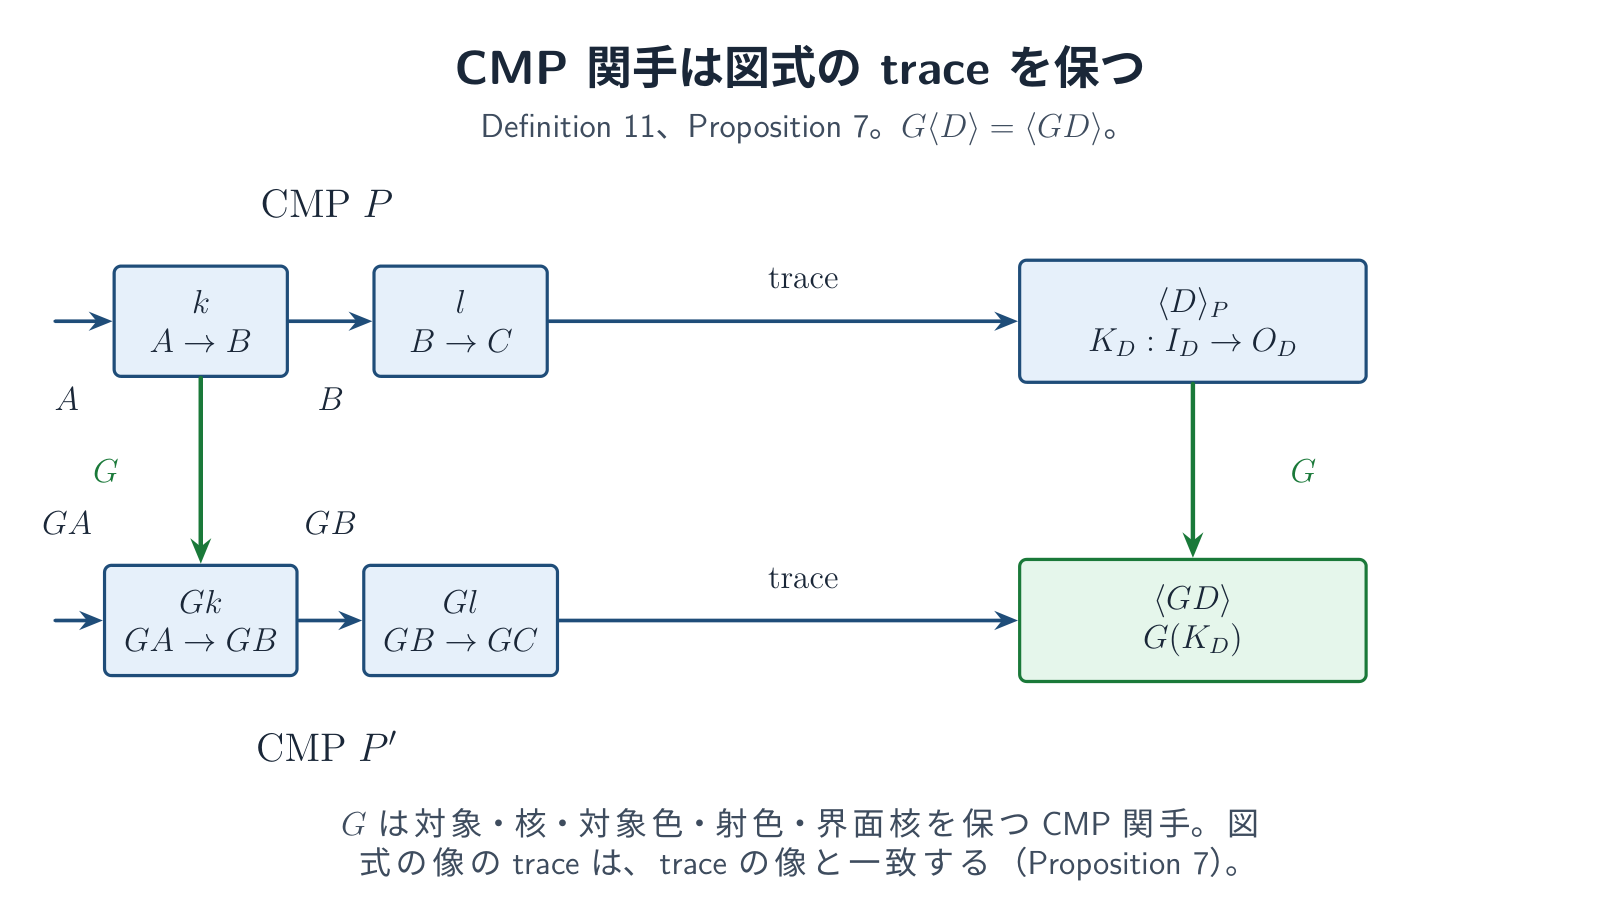 CMP 関手は図式の trace を保つ
Definition 11、Proposition 7。G⟨D⟩ = ⟨GD⟩。
CMP P
k
A → B
l
B → C
trace
⟨D⟩_P
K_D : I_D → O_D
A
B
G
G
GA
GB
Gk
GA → GB
Gl
GB → GC
trace
⟨GD⟩
G(K_D)
CMP P′
G は対象・核・対象色・射色・界面核を保つ CMP 関手。図
式の像の trace は、trace の像と一致する（Proposition 7）。